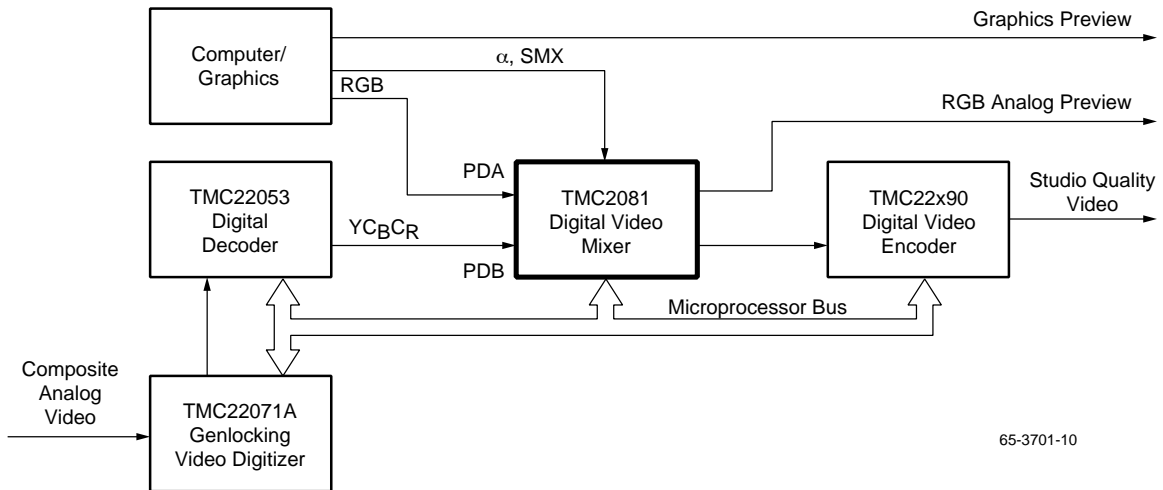 Graphics Preview
Computer/
Graphics
α, SMX
RGB
RGB Analog Preview
PDA
TMC22053
Digital
Decoder
YCBCR
PDB
TMC2081
Digital Video
Mixer
TMC22x90
Digital Video
Encoder
Studio Quality
Video
Microprocessor Bus
Composite
Analog
Video
TMC22071A
Genlocking
Video Digitizer
65-3701-10